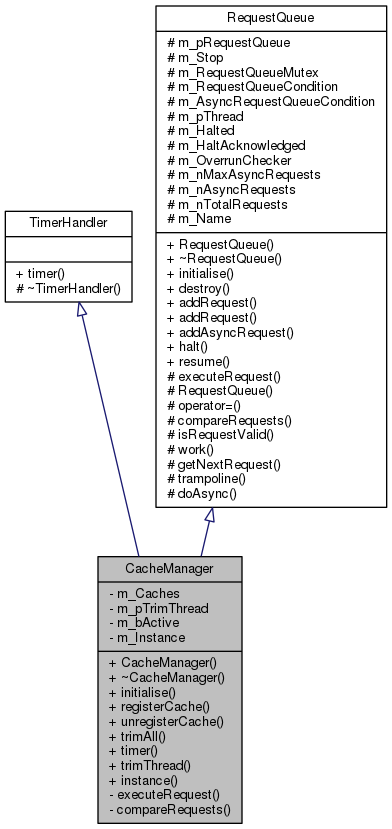 RequestQueue
# m_pRequestQueue
# m_Stop
# m_RequestQueueMutex
# m_RequestQueueCondition
# m_AsyncRequestQueueCondition
# m_pThread
# m_Halted
# m_HaltAcknowledged
# m_OverrunChecker
# m_nMaxAsyncRequests
# m_nAsyncRequests
# m_nTotalRequests
# m_Name
+ RequestQueue()
+ ~RequestQueue()
+ initialise()
+ destroy()
+ addRequest()
+ addRequest()
+ addAsyncRequest()
+ halt()
+ resume()
# executeRequest()
# RequestQueue()
# operator=()
# compareRequests()
# isRequestValid()
# work()
# getNextRequest()
# trampoline()
# doAsync()
TimerHandler
+ timer()
# ~TimerHandler()
CacheManager
- m_Caches
- m_pTrimThread
- m_bActive
- m_Instance
+ CacheManager()
+ ~CacheManager()
+ initialise()
+ registerCache()
+ unregisterCache()
+ trimAll()
+ timer()
+ trimThread()
+ instance()
- executeRequest()
- compareRequests()